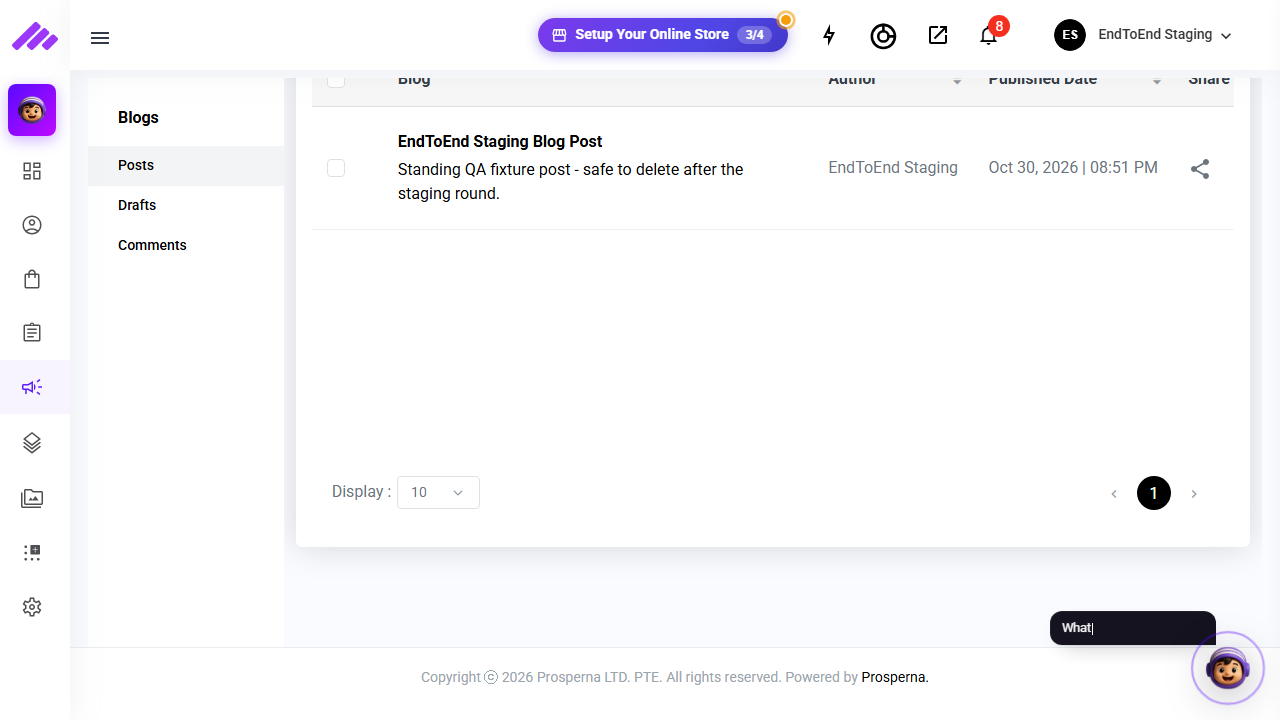 Setup Your Online Store 3/4
8
ES EndToEnd Staging
Blogs
Posts
Drafts
Comments
Blog Author Published Date Share
EndToEnd Staging Blog Post
Standing QA fixture post - safe to delete after the
staging round.
EndToEnd Staging
Oct 30, 2026 | 08:51 PM
Display : 10
‹ 1 ›
What|
Copyright © 2026 Prosperna LTD. PTE. All rights reserved. Powered by Prosperna.